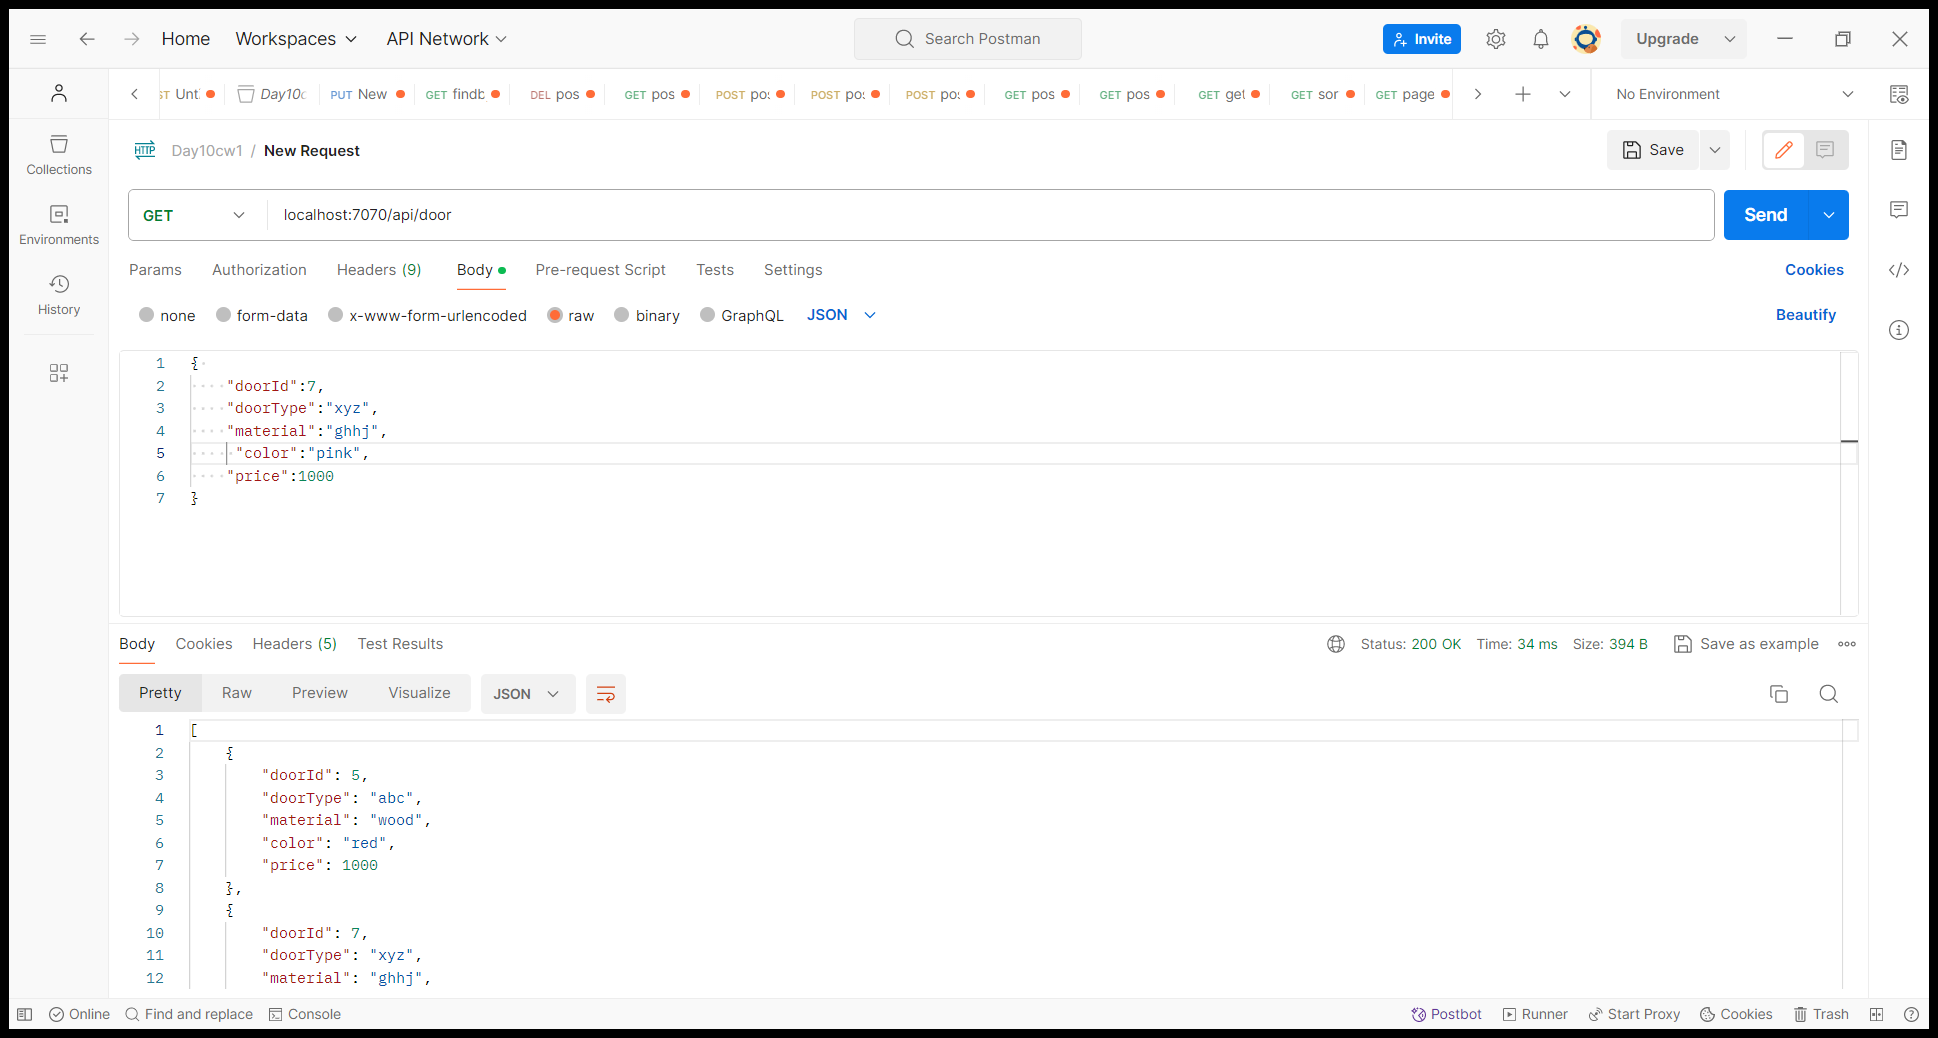 Home Workspaces API Network Search Postman Invite Upgrade
ST Unt Day10c PUT New GET findb DEL pos GET pos POST po POST po POST po GET pos GET pos GET get GET sor GET page No Environment
Day10cw1 / New Request Save
HTTP
Collections
Environments
History
GET localhost:7070/api/door Send
Params Authorization Headers (9) Body Pre-request Script Tests Settings Cookies
none form-data x-www-form-urlencoded raw binary GraphQL JSON Beautify
1 {
2 "doorId":7,
3 "doorType":"xyz",
4 "material":"ghhj",
5 "color":"pink",
6 "price":1000
7 }
Body Cookies Headers (5) Test Results Status: 200 OK Time: 34 ms Size: 394 B Save as example
Pretty Raw Preview Visualize JSON
1 [
2 {
3 "doorId": 5,
4 "doorType": "abc",
5 "material": "wood",
6 "color": "red",
7 "price": 1000
8 },
9 {
10 "doorId": 7,
11 "doorType": "xyz",
12 "material": "ghhj",
Online Find and replace Console Postbot Runner Start Proxy Cookies Trash